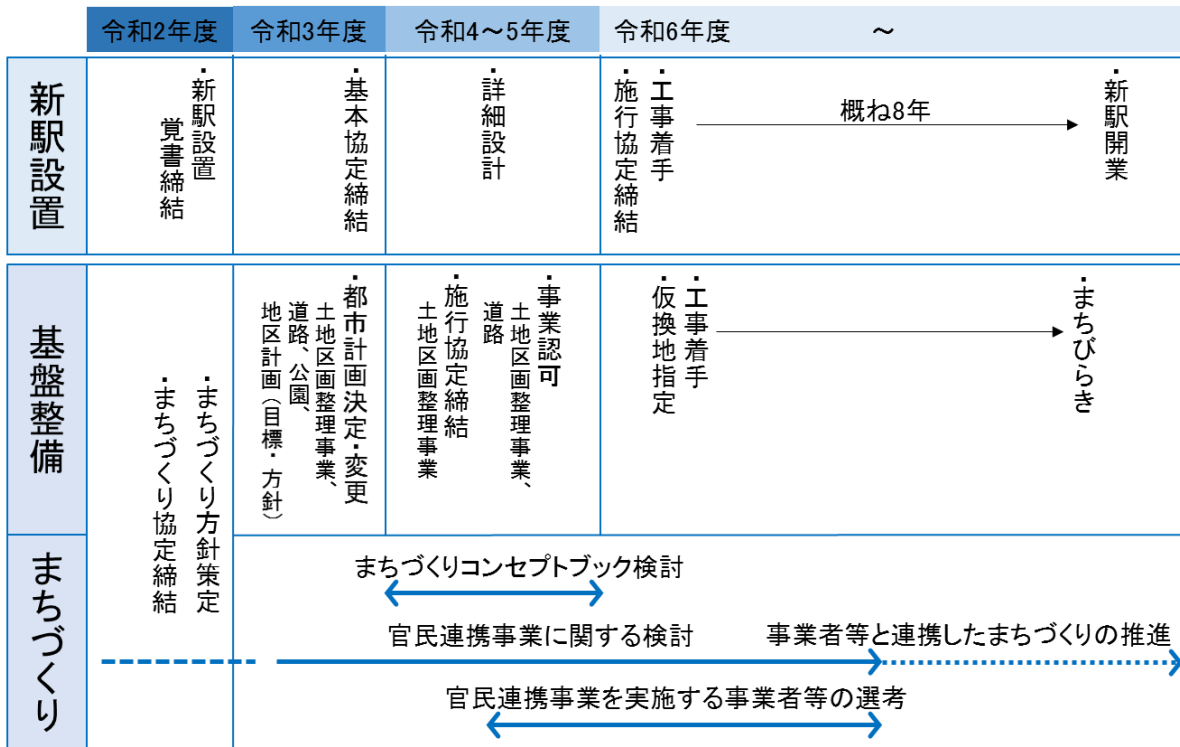 令和2年度
令和3年度
令和4～5年度
令和6年度
～
新駅設置
・新駅設置
覚書締結
・基本協定締結
・詳細設計
・工事着手
・施行協定締結
概ね8年
・新駅開業
基盤整備
・まちづくり方針策定
・まちづくり協定締結
・都市計画決定・変更
土地区画整理事業、
道路、公園、
地区計画（目標・方針）
・事業認可
土地区画整理事業、
道路
・施行協定締結
土地区画整理事業
・工事着手
・仮換地指定
・まちびらき
まちづくり
まちづくりコンセプトブック検討
官民連携事業に関する検討
事業者等と連携したまちづくりの推進
官民連携事業を実施する事業者等の選考